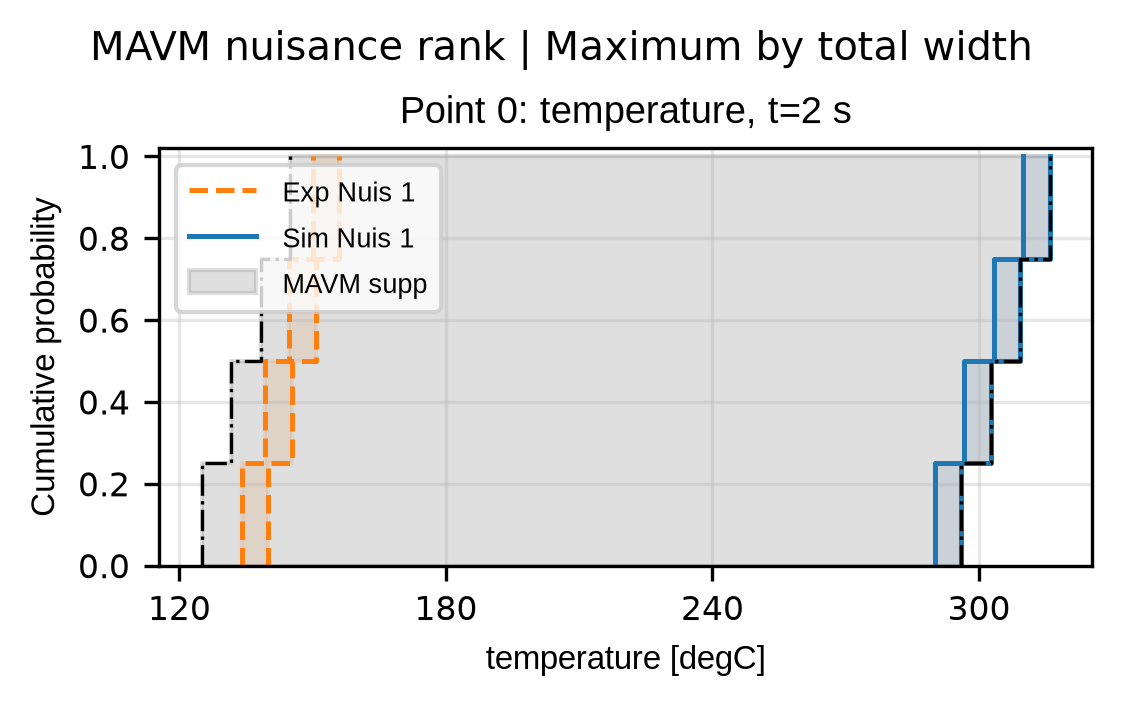 MAVM nuisance rank | Maximum by total width
Point 0: temperature, t=2 s
Cumulative probability
1.0
0.8
0.6
0.4
0.2
0.0
Exp Nuis 1
Sim Nuis 1
MAVM supp
120 180 240 300
temperature [degC]